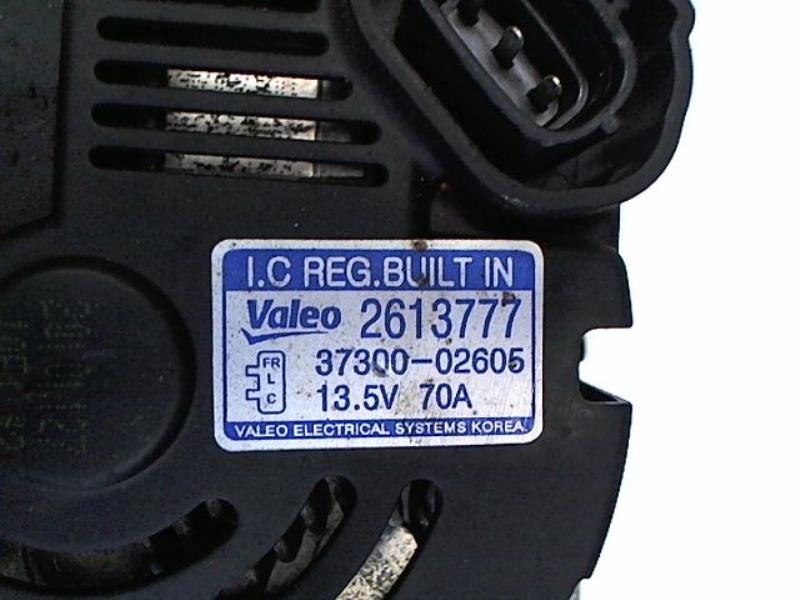 I.C REG.BUILT IN
Valeo 2613777
FR 37300-02605
L
C 13.5V 70A
VALEO ELECTRICAL SYSTEMS KOREA